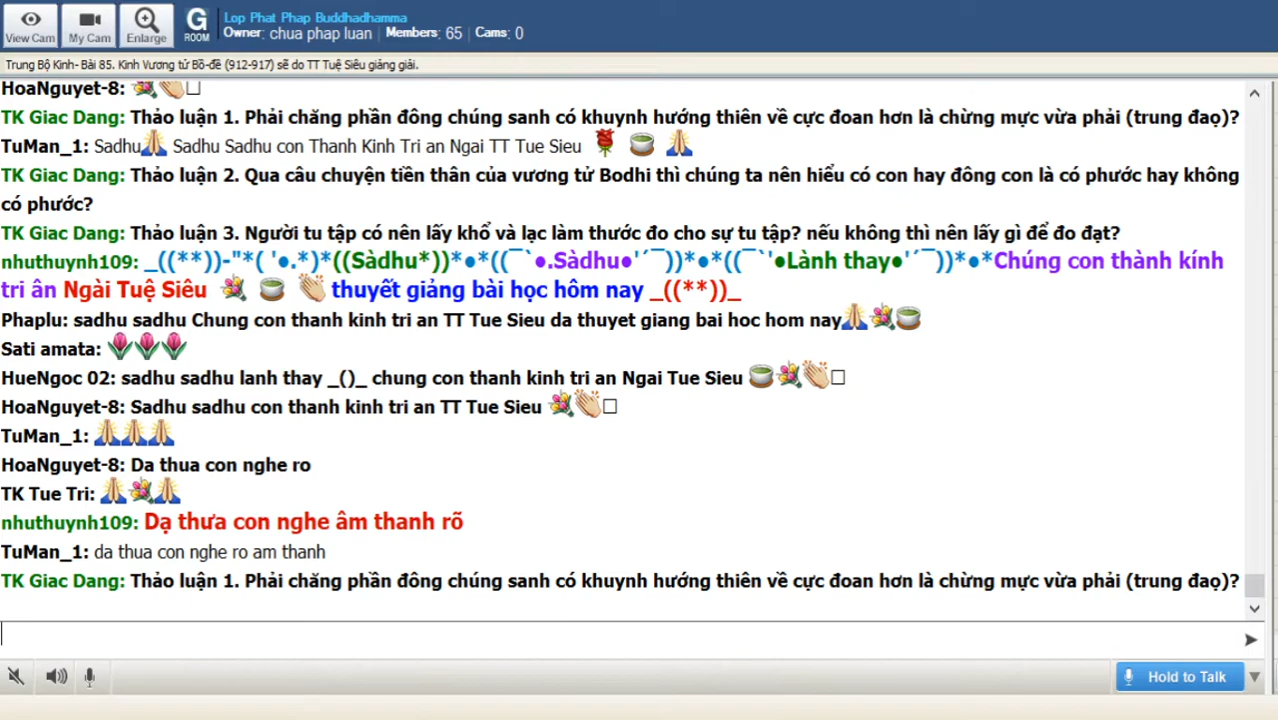 View Cam
My Cam
Enlarge
G
ROOM
Lop Phat Phap Buddhadhamma
Owner: chua phap luan | Members: 65 | Cams: 0
Trung Bộ Kinh- Bài 85. Kinh Vương tử Bồ-đề (912-917) sẽ do TT Tuệ Siêu giảng giải.
HoaNguyet-8: 💐👏□
TK Giac Dang: Thảo luận 1. Phải chăng phần đông chúng sanh có khuynh hướng thiên về cực đoan hơn là chừng mực vừa phải (trung đaọ)?
TuMan_1: Sadhu🙏 Sadhu Sadhu con Thanh Kinh Tri an Ngai TT Tue Sieu 🌹 🍵 🙏
TK Giac Dang: Thảo luận 2. Qua câu chuyện tiền thân của vương tử Bodhi thì chúng ta nên hiểu có con hay đông con là có phước hay không
có phước?
TK Giac Dang: Thảo luận 3. Người tu tập có nên lấy khổ và lạc làm thước đo cho sự tu tập? nếu không thì nên lấy gì để đo đạt?
nhuthuynh109: _((**))-"*( '●.*)*((Sàdhu*))*●*((¯`●.Sàdhu●'´¯))*●*((¯`'●Lành thay●'´¯))*●*Chúng con thành kính
tri ân Ngài Tuệ Siêu 💐 🍵 👏 thuyết giảng bài học hôm nay _((**))_
Phaplu: sadhu sadhu Chung con thanh kinh tri an TT Tue Sieu da thuyet giang bai hoc hom nay🙏💐🍵
Sati amata: 🌷🌷🌷
HueNgoc 02: sadhu sadhu lanh thay _()_ chung con thanh kinh tri an Ngai Tue Sieu 🍵💐👏□
HoaNguyet-8: Sadhu sadhu con thanh kinh tri an TT Tue Sieu 💐👏□
TuMan_1: 🙏🙏🙏
HoaNguyet-8: Da thua con nghe ro
TK Tue Tri: 🙏💐🙏
nhuthuynh109: Dạ thưa con nghe âm thanh rõ
TuMan_1: da thua con nghe ro am thanh
TK Giac Dang: Thảo luận 1. Phải chăng phần đông chúng sanh có khuynh hướng thiên về cực đoan hơn là chừng mực vừa phải (trung đaọ)?
Hold to Talk